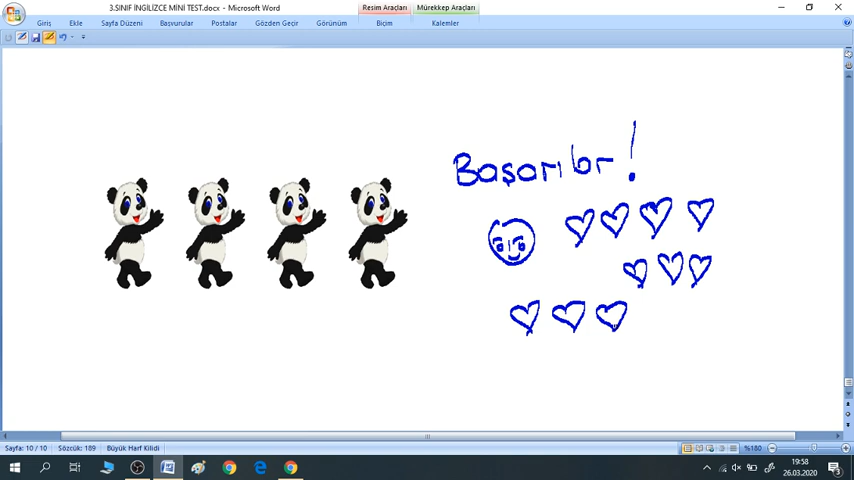 3.SINIF İNGİLİZCE MİNİ TEST.docx - Microsoft Word
Resim Araçları
Mürekkep Araçları
Giriş
Ekle
Sayfa Düzeni
Başvurular
Postalar
Gözden Geçir
Görünüm
Biçim
Kalemler
Başarılar!
Sayfa: 10 / 10
Sözcük: 189
Büyük Harf Kilidi
%180
19:58
26.03.2020
3